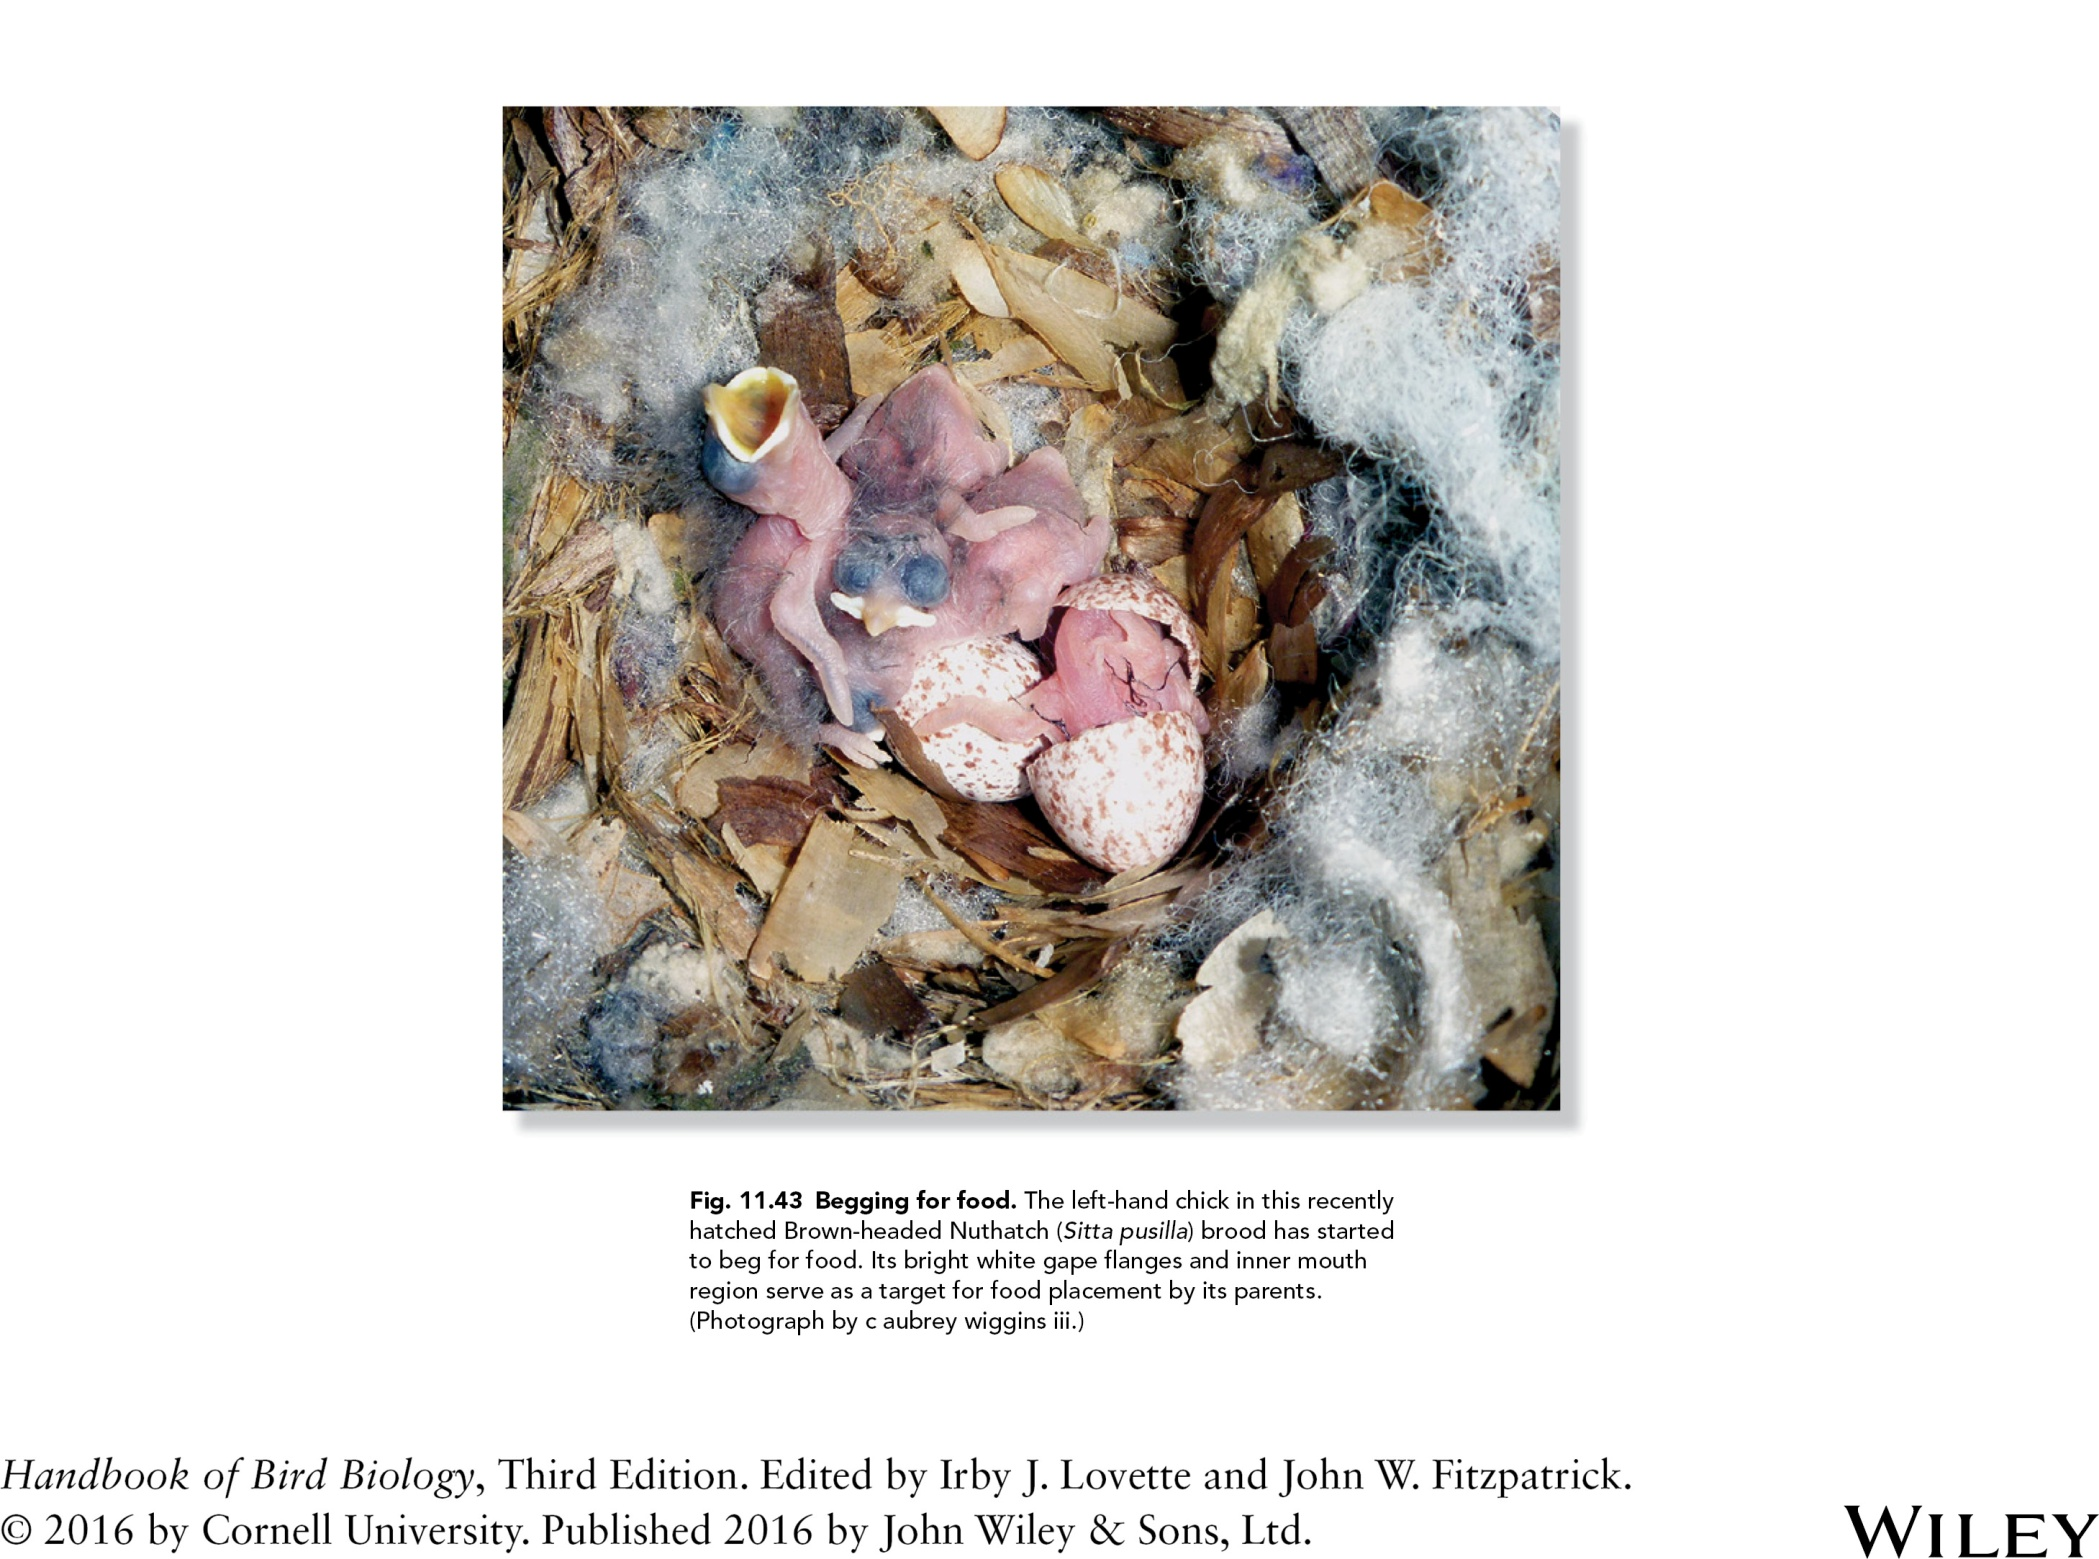 Fig. 11.43 Begging for food. The left-hand chick in this recently
hatched Brown-headed Nuthatch (Sitta pusilla) brood has started
to beg for food. Its bright white gape flanges and inner mouth
region serve as a target for food placement by its parents.
(Photograph by c aubrey wiggins iii.)
Handbook of Bird Biology, Third Edition. Edited by Irby J. Lovette and John W. Fitzpatrick.
© 2016 by Cornell University. Published 2016 by John Wiley & Sons, Ltd.
WILEY